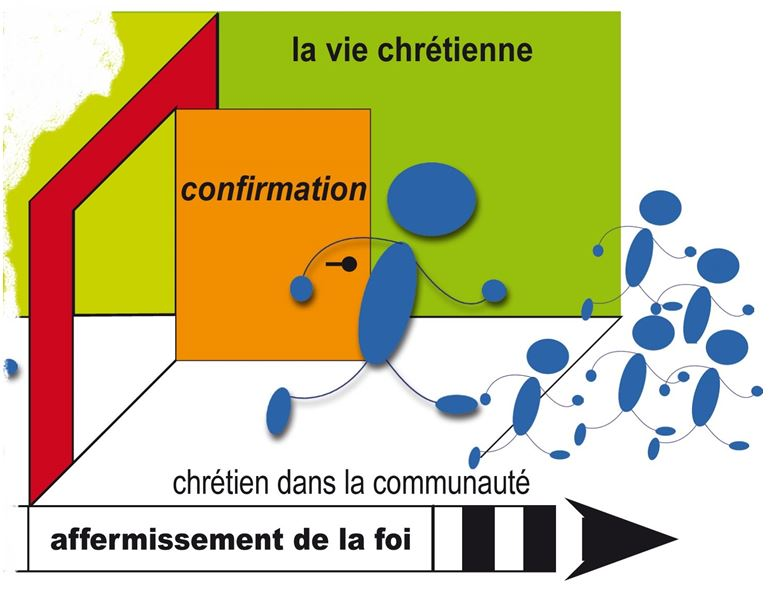 la vie chrétienne
confirmation
chrétien dans la communauté
affermissement de la foi